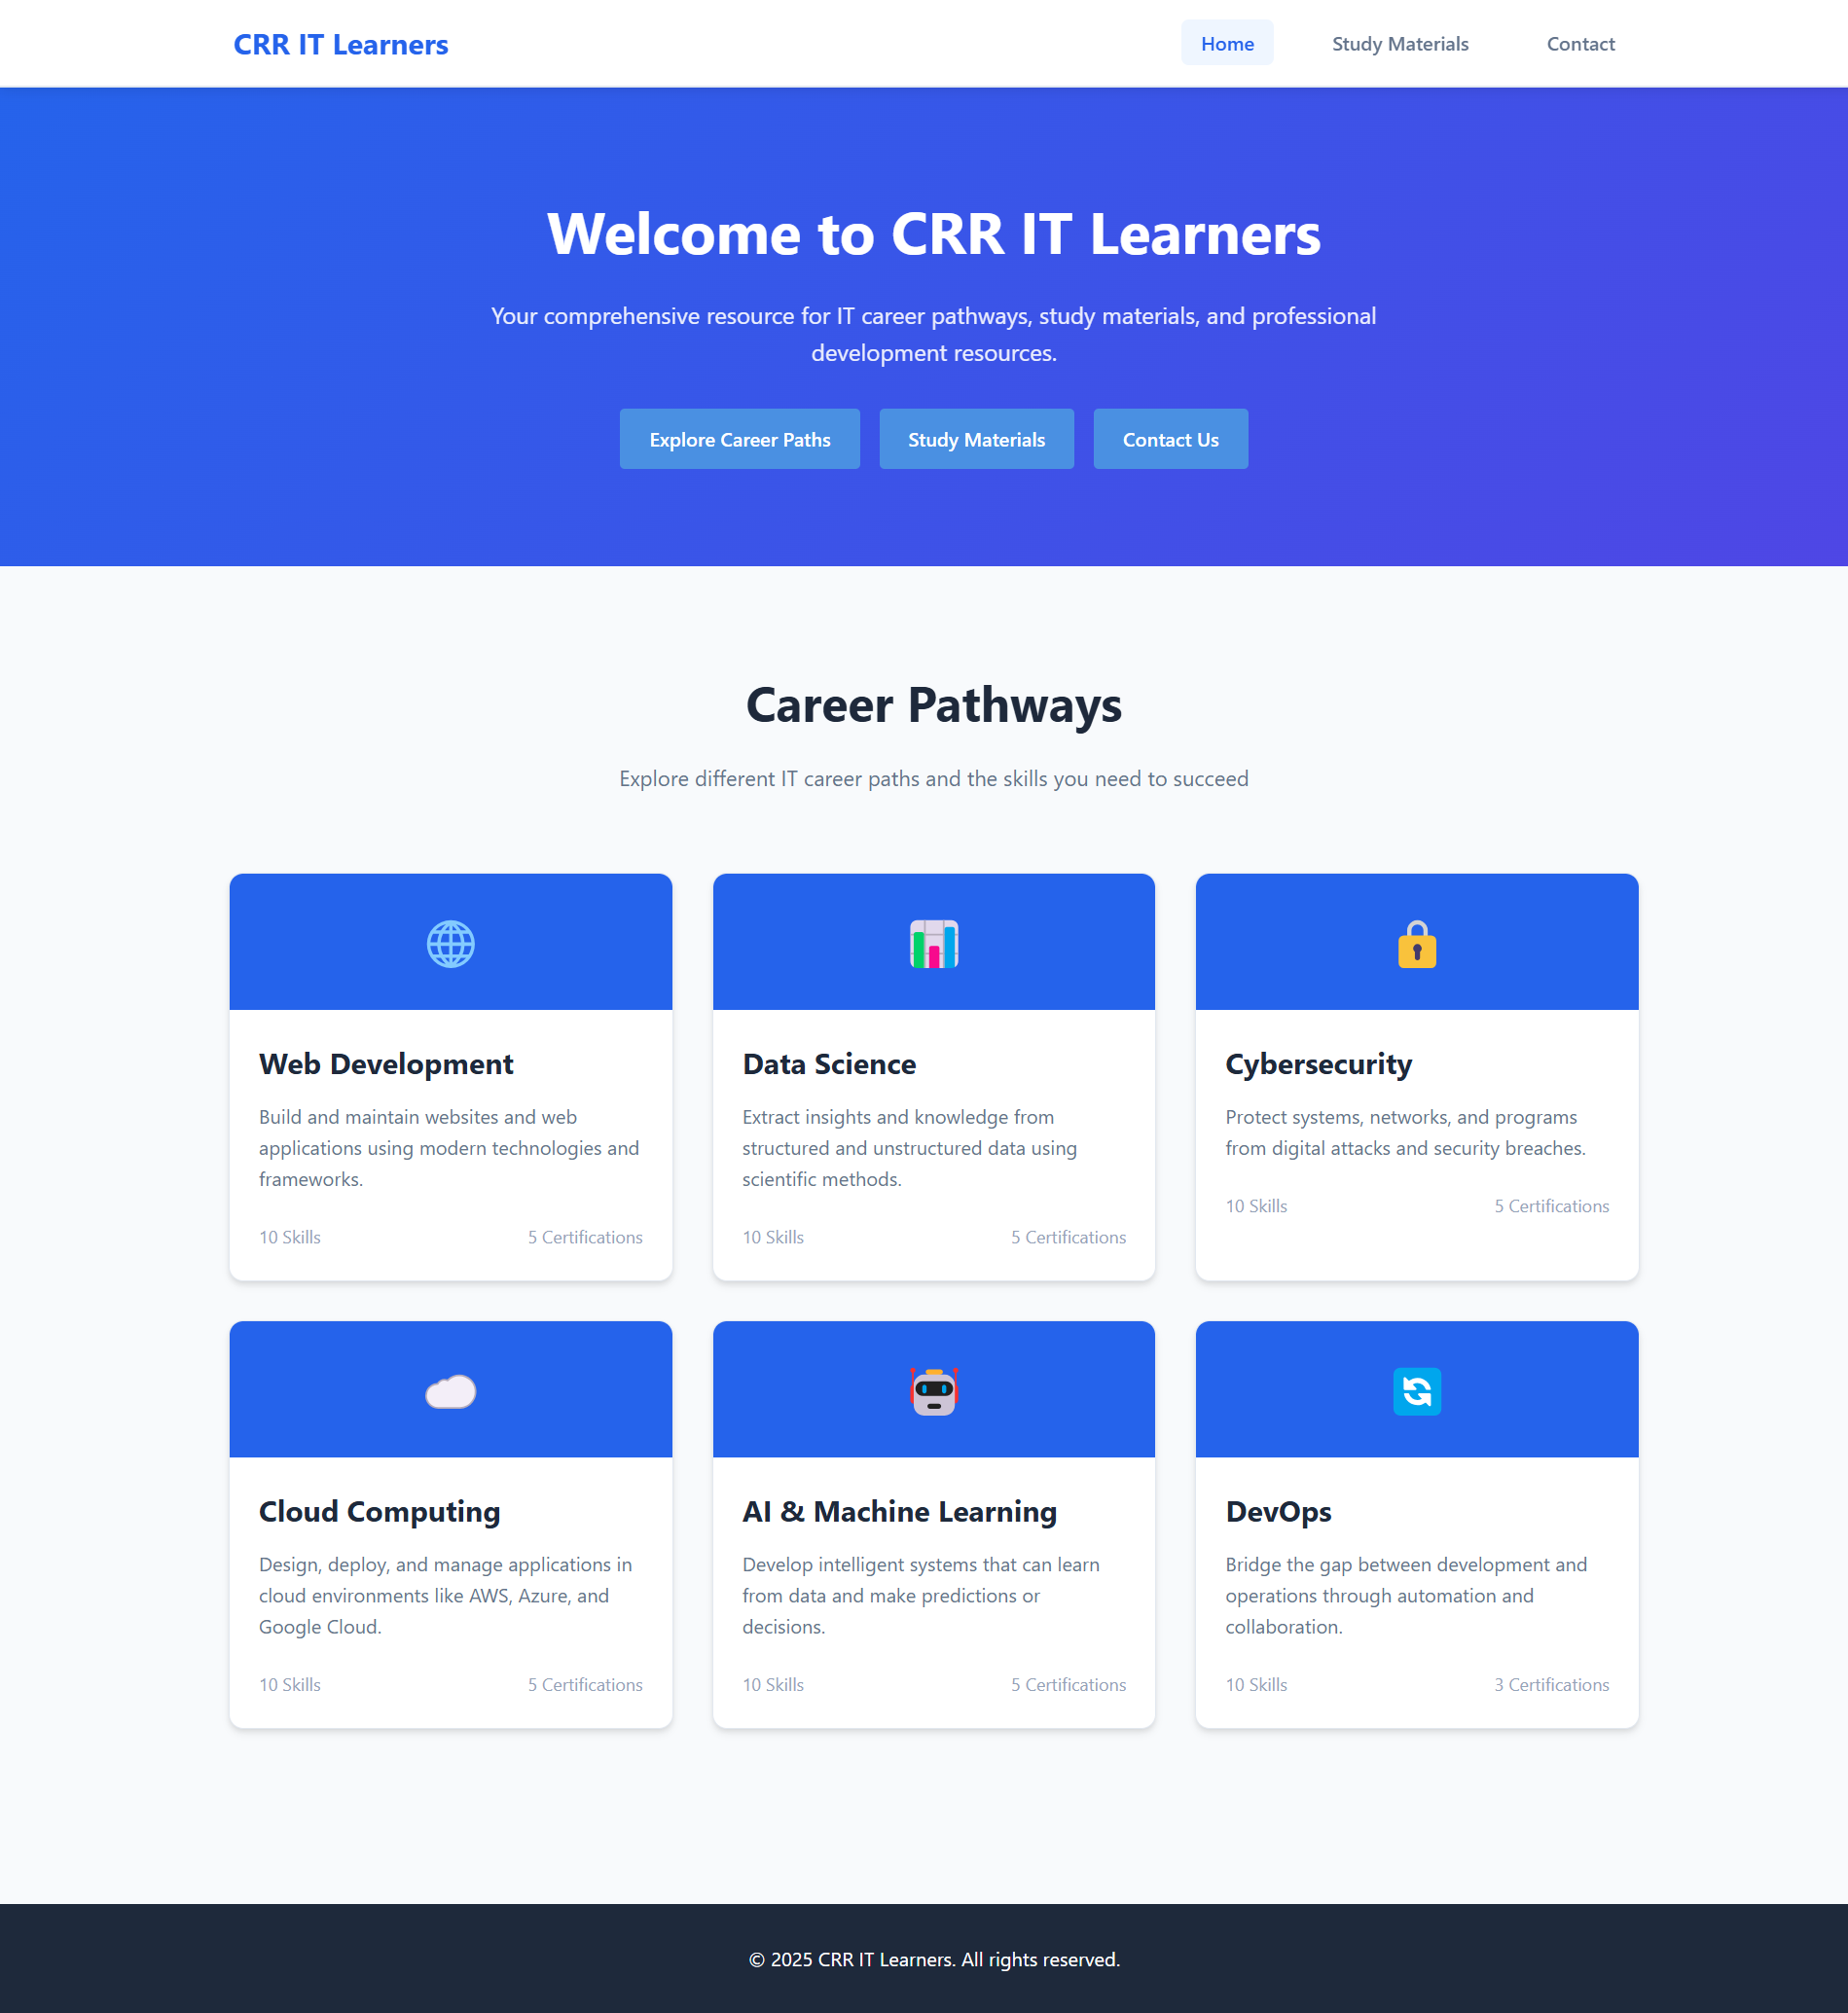 CRR IT Learners
Home
Study Materials
Contact
Welcome to CRR IT Learners
Your comprehensive resource for IT career pathways, study materials, and professional
development resources.
Explore Career Paths
Study Materials
Contact Us
Career Pathways
Explore different IT career paths and the skills you need to succeed
Web Development
Build and maintain websites and web
applications using modern technologies and
frameworks.
10 Skills
5 Certifications
Data Science
Extract insights and knowledge from
structured and unstructured data using
scientific methods.
10 Skills
5 Certifications
Cybersecurity
Protect systems, networks, and programs
from digital attacks and security breaches.
10 Skills
5 Certifications
Cloud Computing
Design, deploy, and manage applications in
cloud environments like AWS, Azure, and
Google Cloud.
10 Skills
5 Certifications
AI & Machine Learning
Develop intelligent systems that can learn
from data and make predictions or
decisions.
10 Skills
5 Certifications
DevOps
Bridge the gap between development and
operations through automation and
collaboration.
10 Skills
3 Certifications
© 2025 CRR IT Learners. All rights reserved.